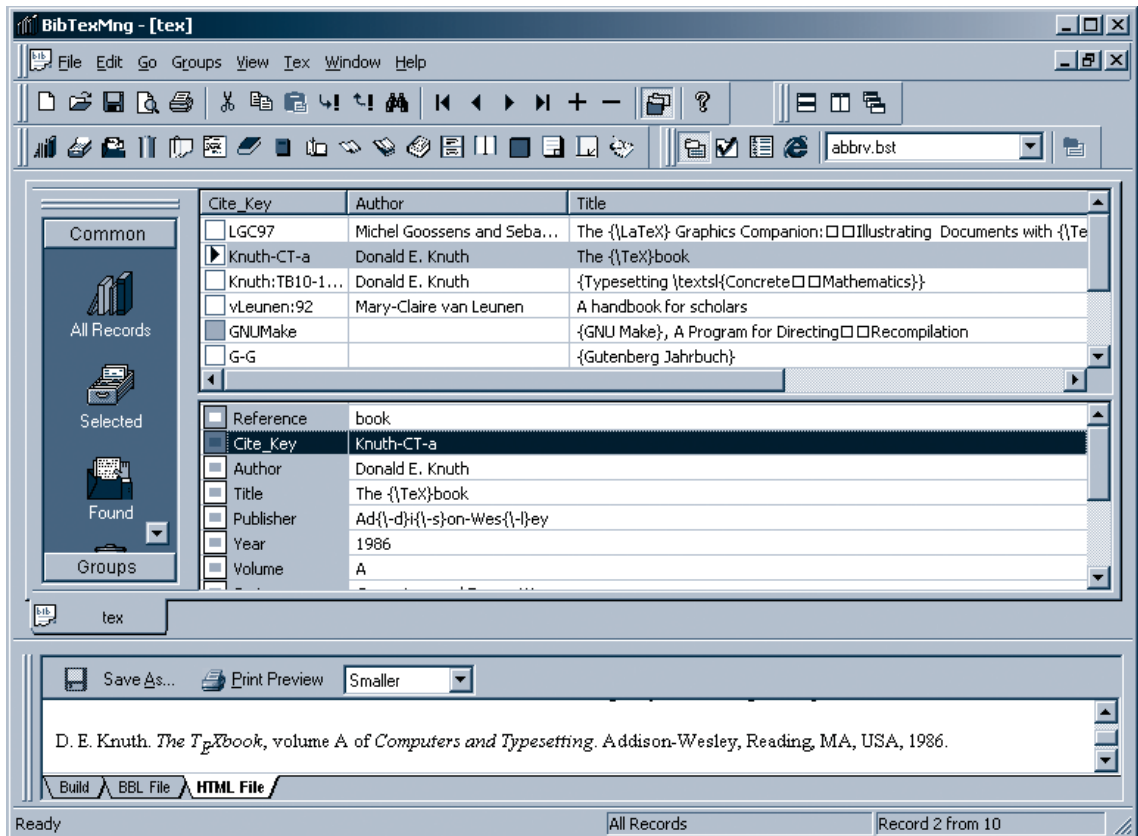 BibTexMng - [tex]
File Edit Go Groups View Tex Window Help
abbrv.bst
Common
All Records
Selected
Found
Groups
Cite_Key Author Title
LGC97 Michel Goossens and Seba... The {\LaTeX} Graphics Companion:□□Illustrating Documents with {\Te
Knuth-CT-a Donald E. Knuth The {\TeX}book
Knuth:TB10-1... Donald E. Knuth {Typesetting \textsl{Concrete□□Mathematics}}
vLeunen:92 Mary-Claire van Leunen A handbook for scholars
GNUMake {GNU Make}, A Program for Directing□□Recompilation
G-G {Gutenberg Jahrbuch}
Reference book
Cite_Key Knuth-CT-a
Author Donald E. Knuth
Title The {\TeX}book
Publisher Ad{\-d}i{\-s}on-Wes{\-l}ey
Year 1986
Volume A
tex
Save As... Print Preview Smaller
D. E. Knuth. The TEXbook, volume A of Computers and Typesetting. Addison-Wesley, Reading, MA, USA, 1986.
Build BBL File HTML File
Ready All Records Record 2 from 10